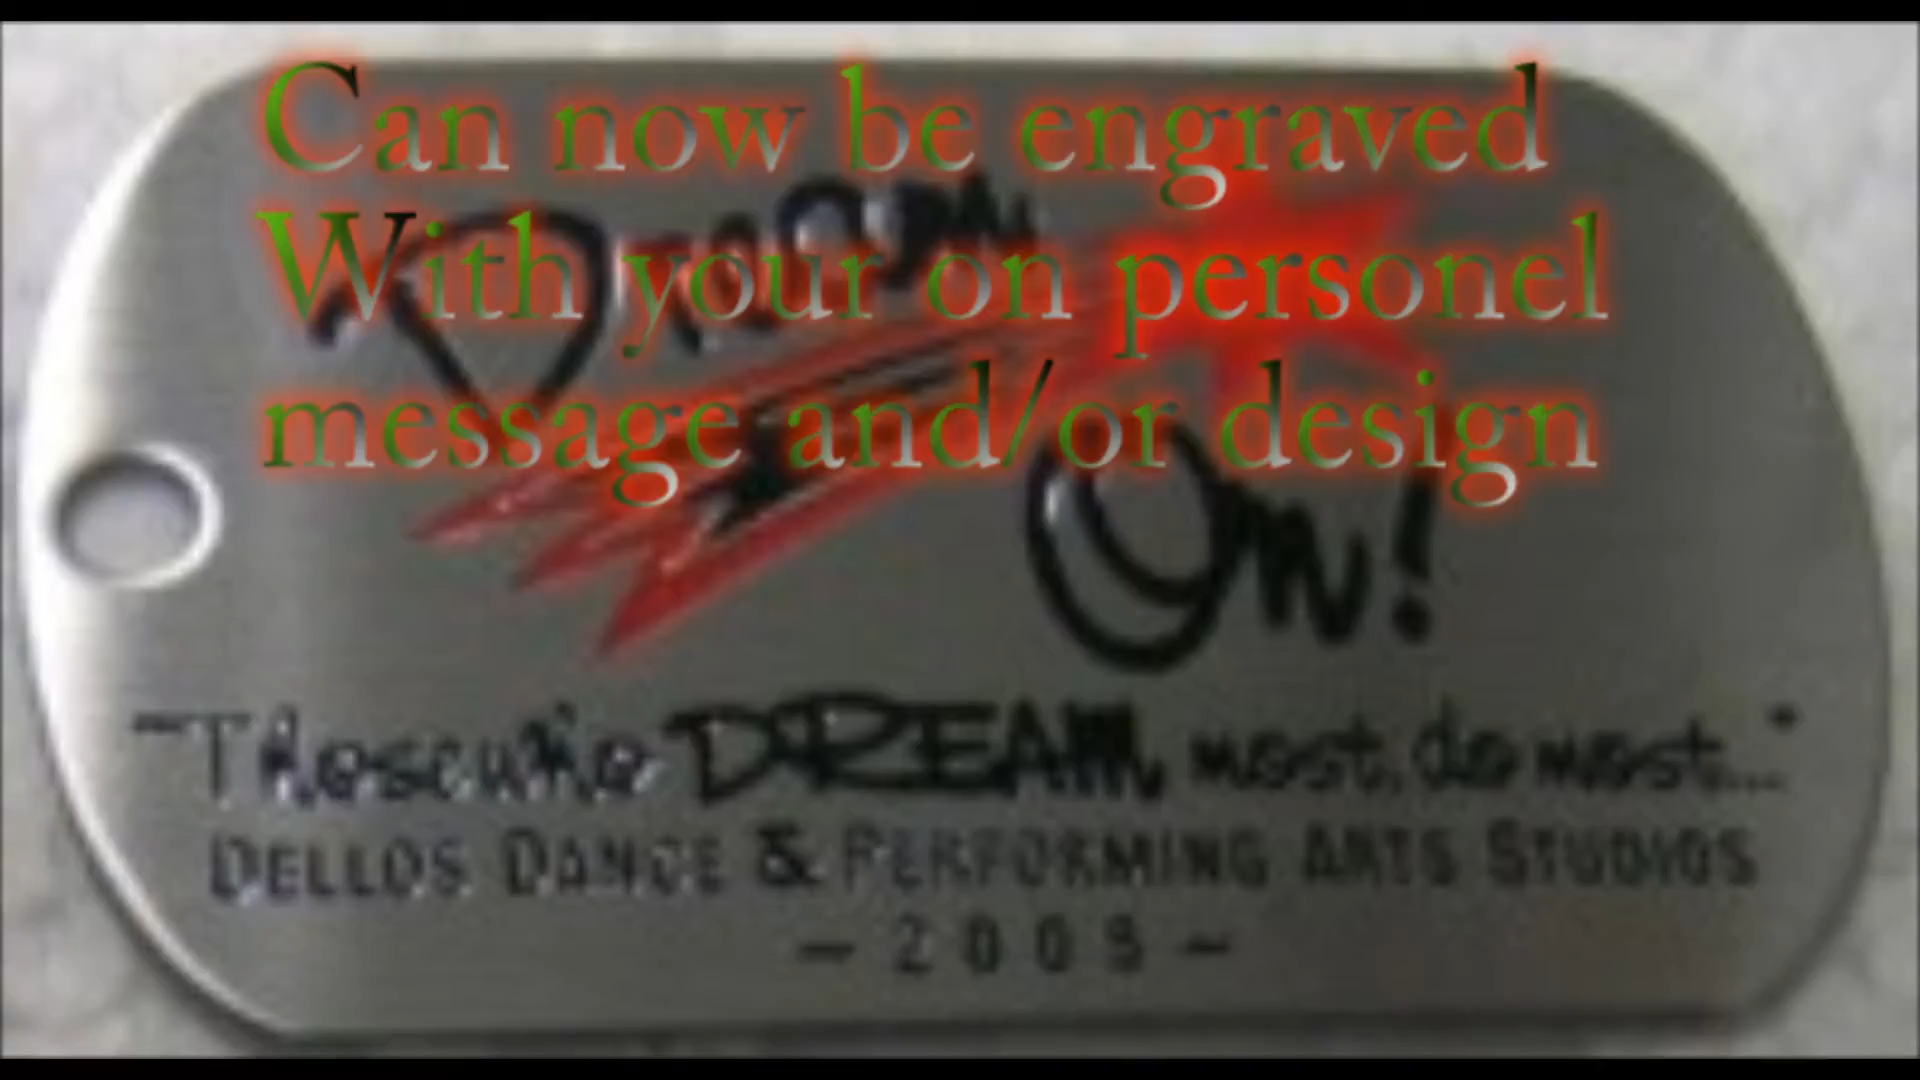 Can now be engraved
With your on personel
message and/or design
Dream
On!
"Those who DREAM most, do most..."
DELLOS DANCE & PERFORMING ARTS STUDIOS